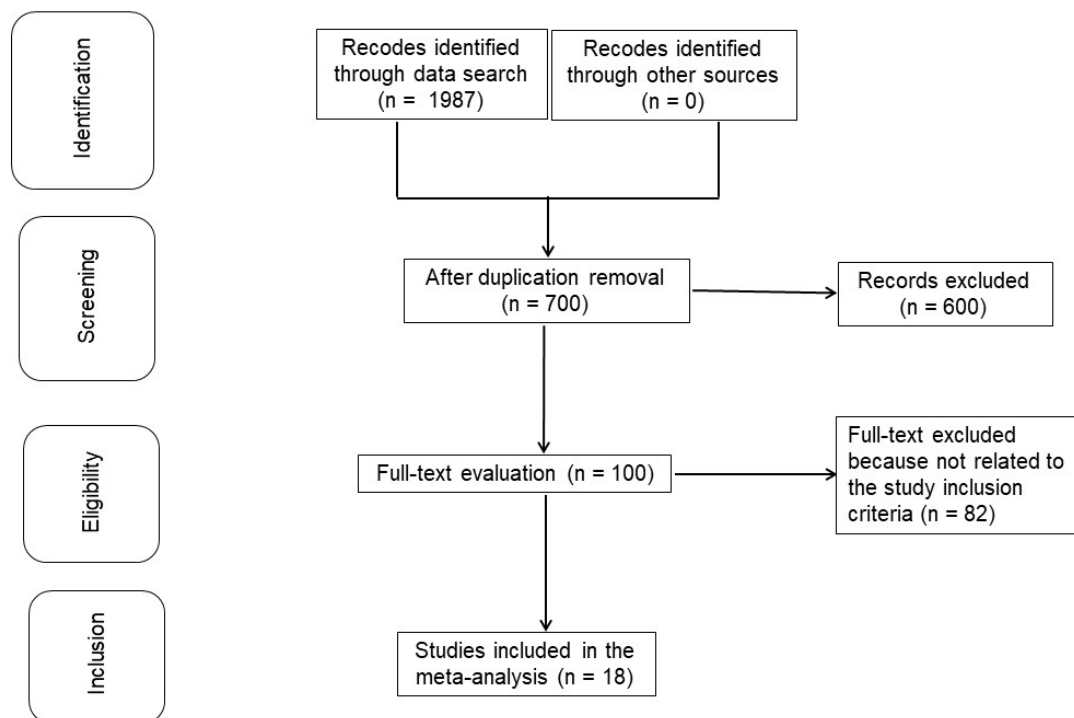 Identification
Recodes identified
through data search
(n = 1987)
Recodes identified
through other sources
(n = 0)
Screening
After duplication removal
(n = 700)
Records excluded
(n = 600)
Eligibility
Full-text evaluation (n = 100)
Full-text excluded
because not related to
the study inclusion
criteria (n = 82)
Inclusion
Studies included in the
meta-analysis (n = 18)